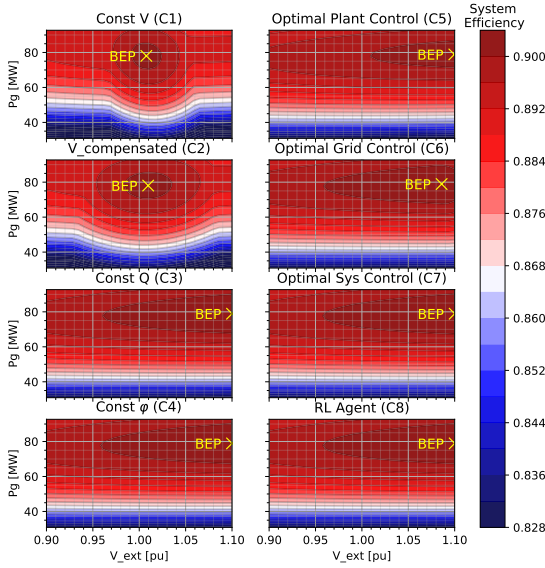 System
Efficiency
Const V (C1)
Optimal Plant Control (C5)
BEP
BEP
Pg [MW]
80
60
40
V_compensated (C2)
Optimal Grid Control (C6)
BEP
BEP
Pg [MW]
80
60
40
Const Q (C3)
Optimal Sys Control (C7)
BEP
BEP
Pg [MW]
80
60
40
Const φ (C4)
RL Agent (C8)
BEP
BEP
Pg [MW]
80
60
40
0.90 0.95 1.00 1.05 1.10
0.90 0.95 1.00 1.05 1.10
V_ext [pu]
V_ext [pu]
0.900
0.892
0.884
0.876
0.868
0.860
0.852
0.844
0.836
0.828